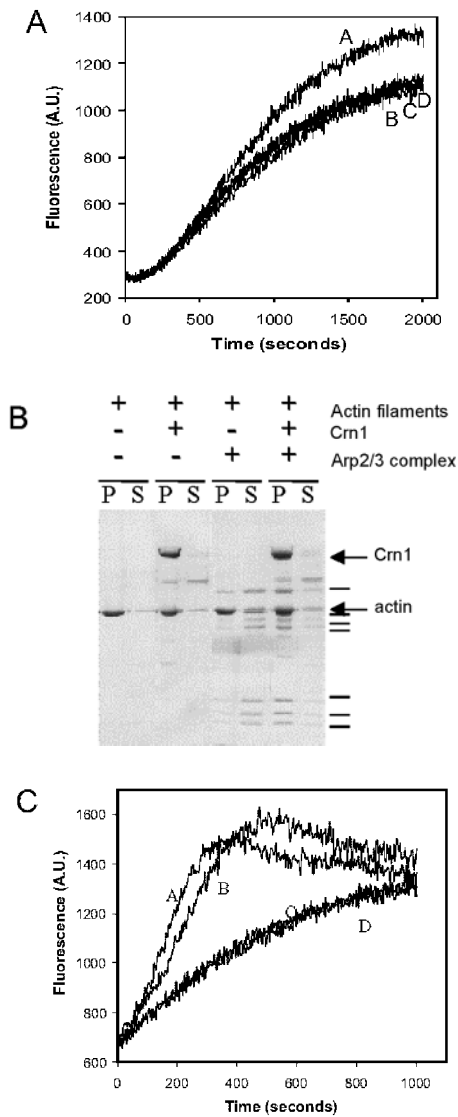 A
Fluorescence (A.U.)
1400
1200
1000
800
600
400
200
A
B
C
D
0 500 1000 1500 2000
Time (seconds)
B
+ + + + Actin filaments
- + - + Crn1
- - + + Arp2/3 complex
P S P S P S P S
Crn1
actin
C
Fluorescence (A.U.)
1600
1400
1200
1000
800
600
A
B
C
D
0 200 400 600 800 1000
Time (seconds)